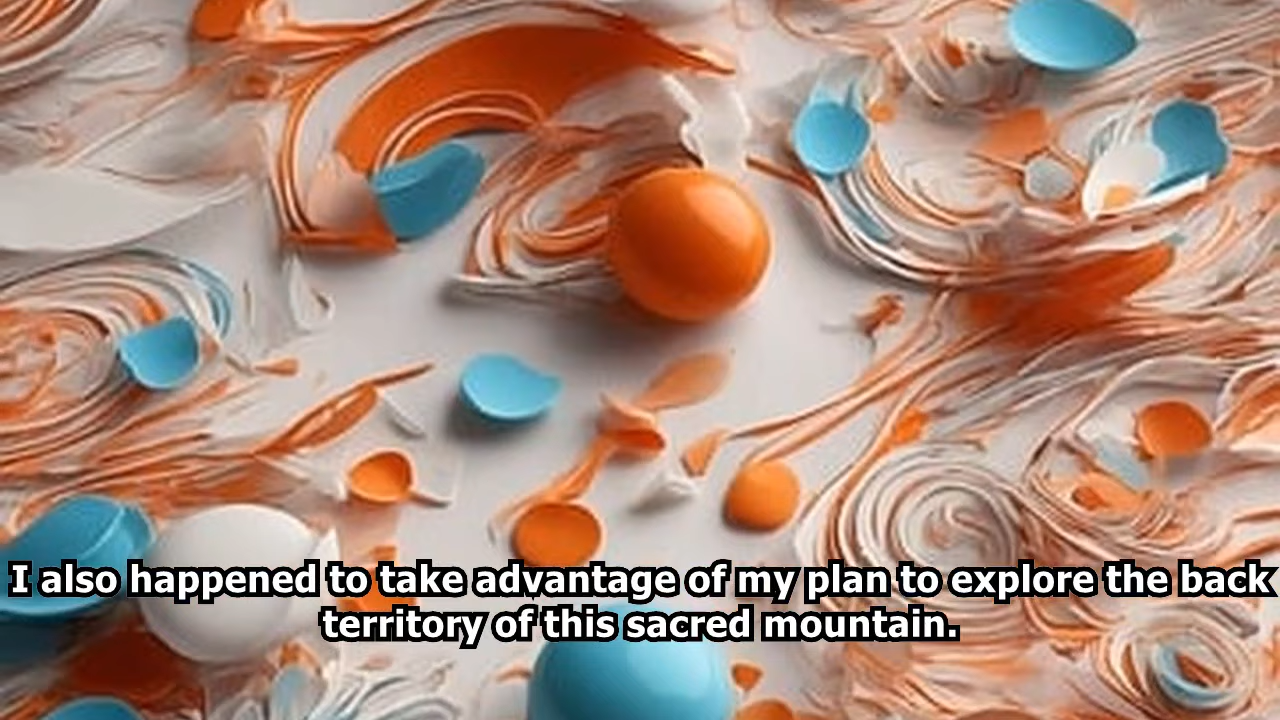 I also happened to take advantage of my plan to explore the back
territory of this sacred mountain.